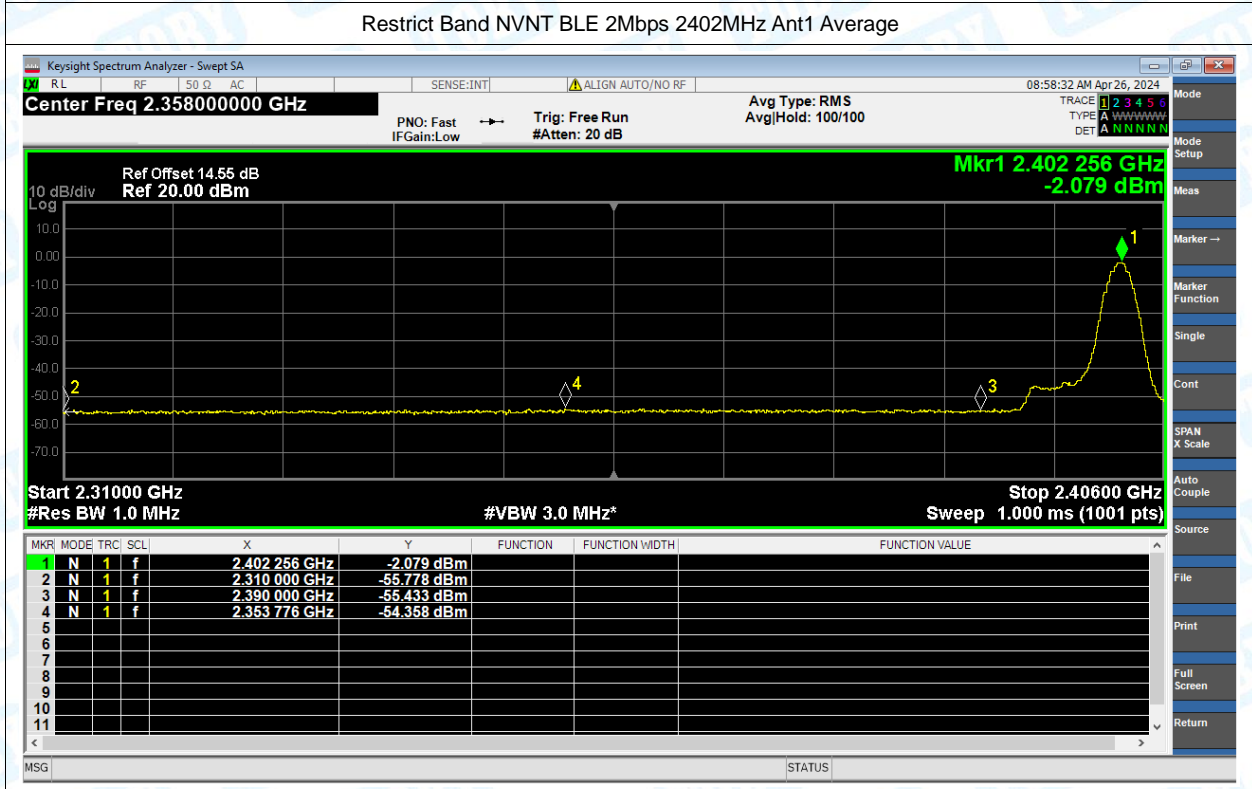 Restrict Band NVNT BLE 2Mbps 2402MHz Ant1 Average
Keysight Spectrum Analyzer - Swept SA
LXI RL RF 50 Ω AC SENSE:INT ALIGN AUTO/NO RF 08:58:32 AM Apr 26, 2024
Center Freq 2.358000000 GHz
PNO: Fast
IFGain:Low
Trig: Free Run
#Atten: 20 dB
Avg Type: RMS
Avg|Hold: 100/100
TRACE 1 2 3 4 5 6
TYPE A WWWWW
DET A N N N N N
Mkr1 2.402 256 GHz
-2.079 dBm
Ref Offset 14.55 dB
10 dB/div Ref 20.00 dBm
Log
10.0
0.00
-10.0
-20.0
-30.0
-40.0
-50.0
-60.0
-70.0
1
2
4
3
Start 2.31000 GHz Stop 2.40600 GHz
#Res BW 1.0 MHz #VBW 3.0 MHz* Sweep 1.000 ms (1001 pts)
MKR MODE TRC SCL X Y FUNCTION FUNCTION WIDTH FUNCTION VALUE
1 N 1 f 2.402 256 GHz -2.079 dBm
2 N 1 f 2.310 000 GHz -55.778 dBm
3 N 1 f 2.390 000 GHz -55.433 dBm
4 N 1 f 2.353 776 GHz -54.358 dBm
5
6
7
8
9
10
11
MSG STATUS
Mode
Mode
Setup
Meas
Marker→
Marker
Function
Single
Cont
SPAN
X Scale
Auto
Couple
Source
File
Print
Full
Screen
Return